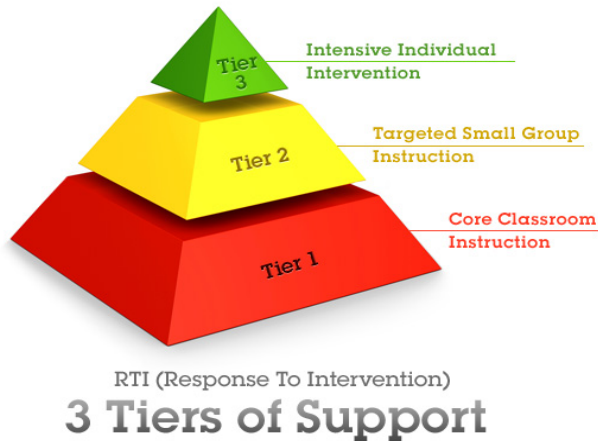 Tier
3
Intensive Individual
Intervention
Tier 2
Targeted Small Group
Instruction
Tier 1
Core Classroom
Instruction
RTI (Response To Intervention)
3 Tiers of Support